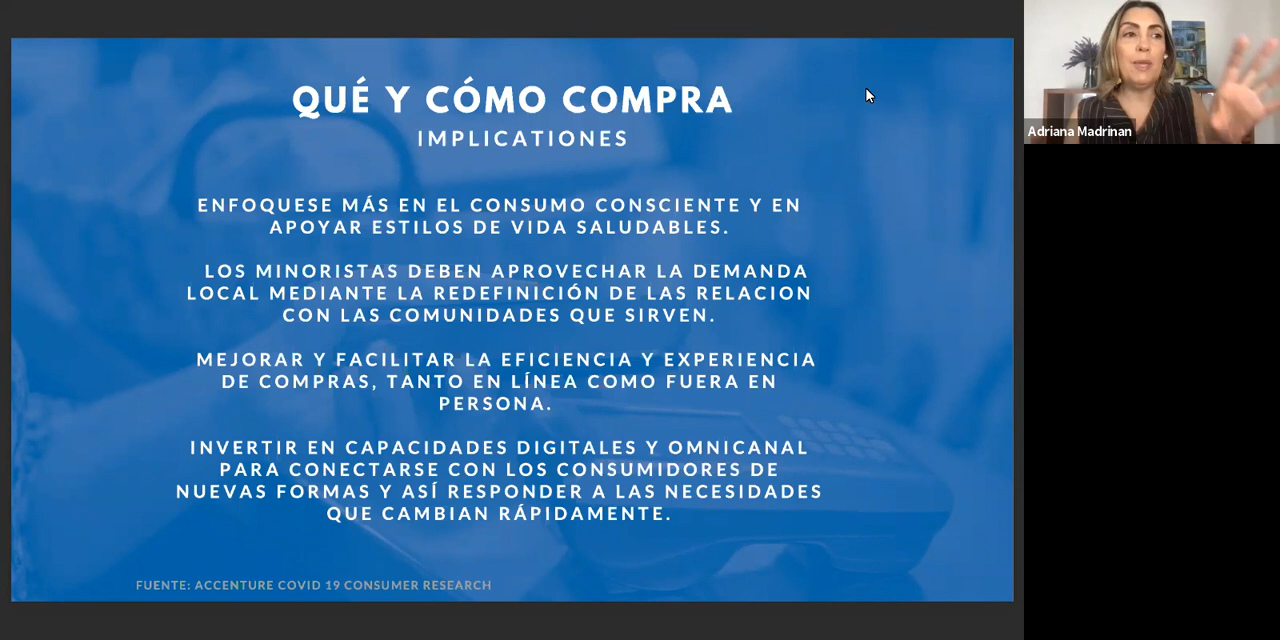 QUÉ Y CÓMO COMPRA
IMPLICATIONES
ENFOQUESE MÁS EN EL CONSUMO CONSCIENTE Y EN
APOYAR ESTILOS DE VIDA SALUDABLES.
LOS MINORISTAS DEBEN APROVECHAR LA DEMANDA
LOCAL MEDIANTE LA REDEFINICIÓN DE LAS RELACION
CON LAS COMUNIDADES QUE SIRVEN.
MEJORAR Y FACILITAR LA EFICIENCIA Y EXPERIENCIA
DE COMPRAS, TANTO EN LÍNEA COMO FUERA EN
PERSONA.
INVERTIR EN CAPACIDADES DIGITALES Y OMNICANAL
PARA CONECTARSE CON LOS CONSUMIDORES DE
NUEVAS FORMAS Y ASÍ RESPONDER A LAS NECESIDADES
QUE CAMBIAN RÁPIDAMENTE.
FUENTE: ACCENTURE COVID 19 CONSUMER RESEARCH
Adriana Madrinan